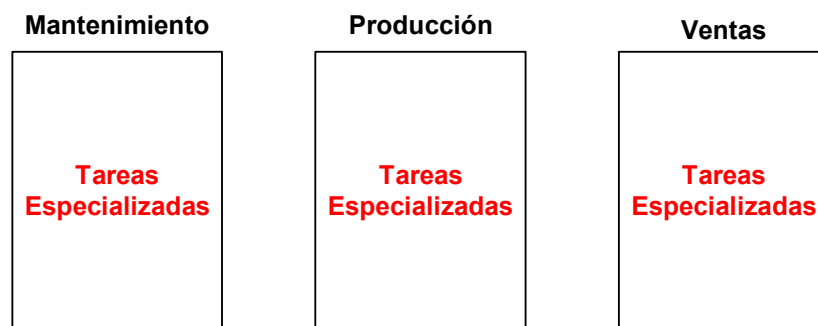 Mantenimiento
Producción
Ventas
Tareas
Especializadas
Tareas
Especializadas
Tareas
Especializadas